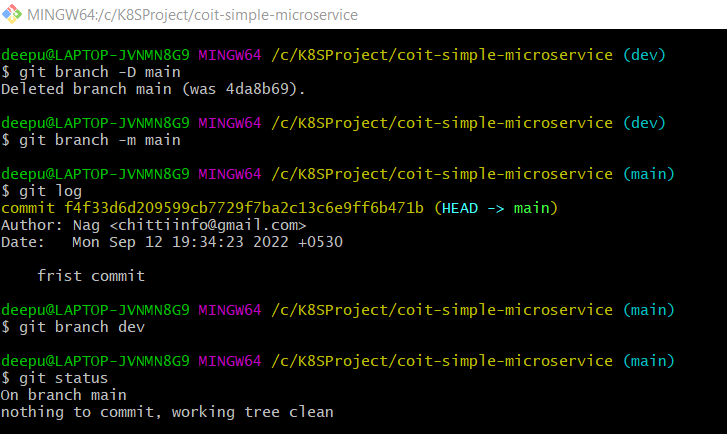 MINGW64:/c/K8SProject/coit-simple-microservice
deepu@LAPTOP-JVNMN8G9 MINGW64 /c/K8SProject/coit-simple-microservice (dev)
$ git branch -D main
Deleted branch main (was 4da8b69).
deepu@LAPTOP-JVNMN8G9 MINGW64 /c/K8SProject/coit-simple-microservice (dev)
$ git branch -m main
deepu@LAPTOP-JVNMN8G9 MINGW64 /c/K8SProject/coit-simple-microservice (main)
$ git log
commit f4f33d6d209599cb7729f7ba2c13c6e9ff6b471b (HEAD -> main)
Author: Nag <chittiinfo@gmail.com>
Date:   Mon Sep 12 19:34:23 2022 +0530
    frist commit
deepu@LAPTOP-JVNMN8G9 MINGW64 /c/K8SProject/coit-simple-microservice (main)
$ git branch dev
deepu@LAPTOP-JVNMN8G9 MINGW64 /c/K8SProject/coit-simple-microservice (main)
$ git status
On branch main
nothing to commit, working tree clean